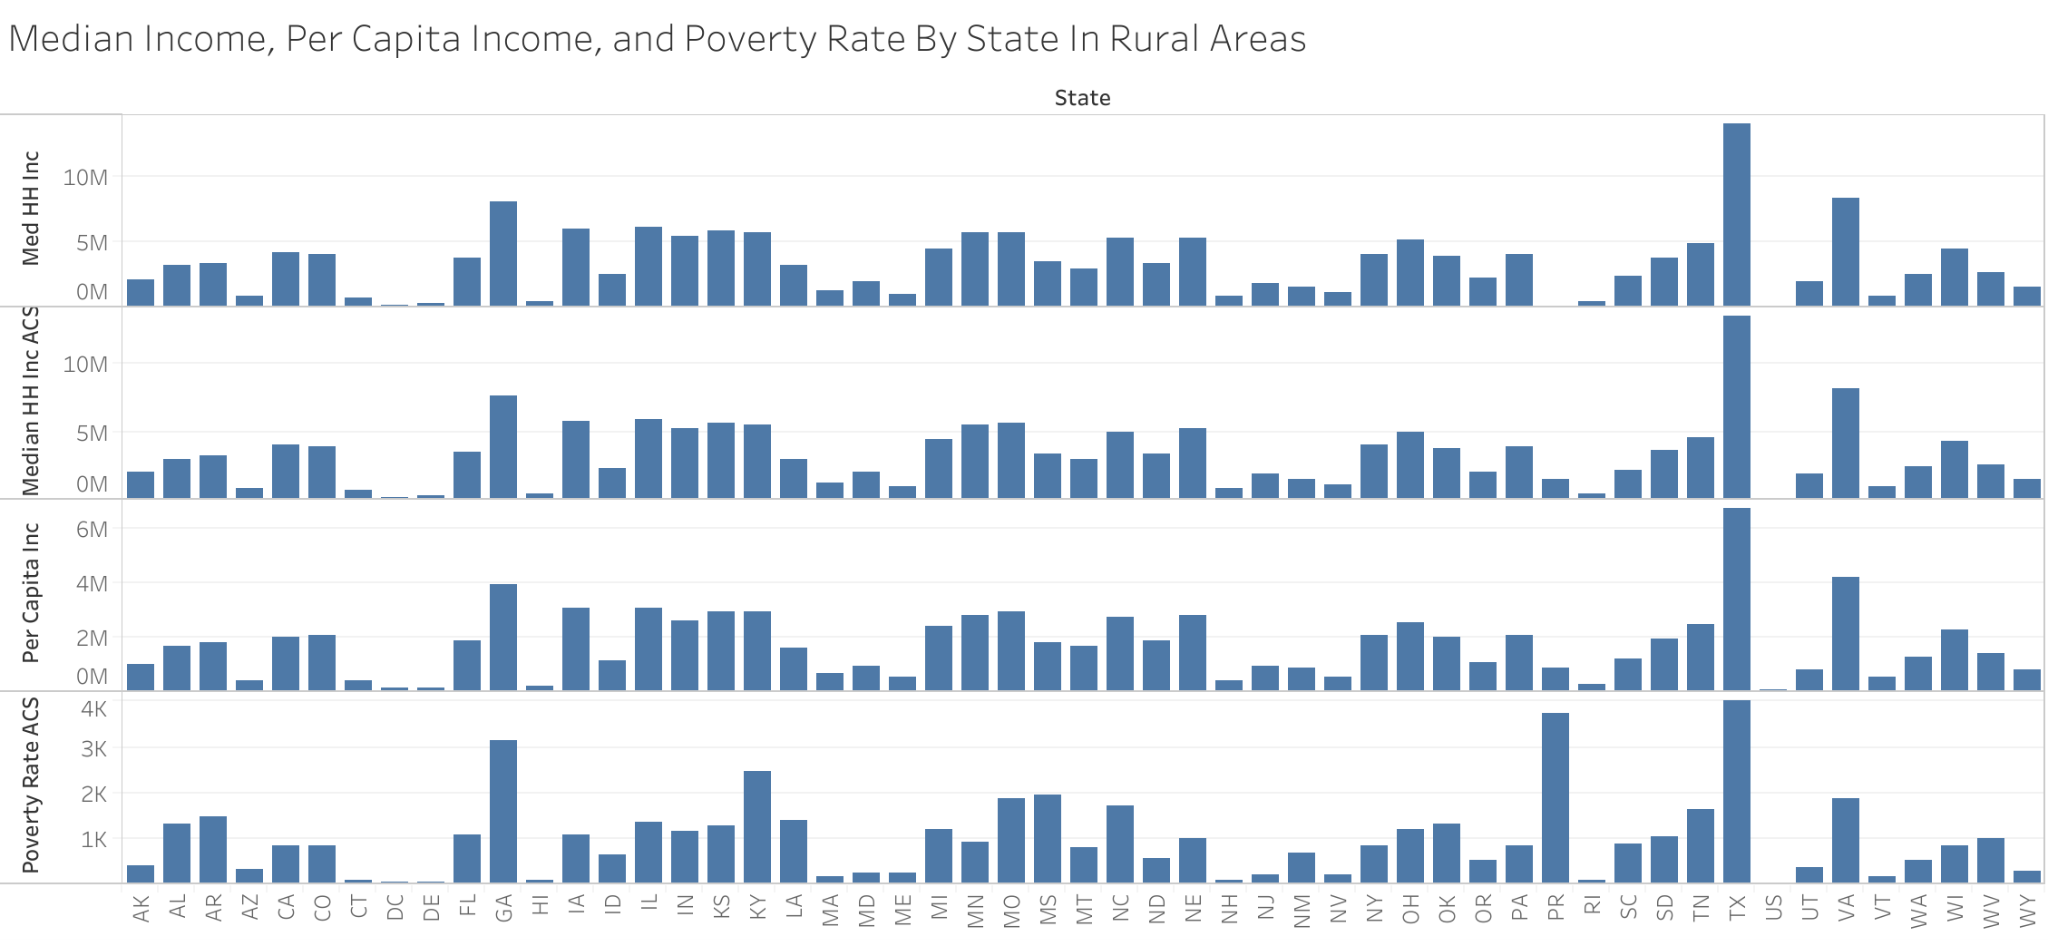 Median Income, Per Capita Income, and Poverty Rate By State In Rural Areas
State
Med HH Inc
10M
5M
0M
Median HH Inc ACS
10M
5M
0M
Per Capita Inc
6M
4M
2M
0M
Poverty Rate ACS
4K
3K
2K
1K
AK AL AR AZ CA CO CT DC DE FL GA HI IA ID IL IN KS KY LA MA MD ME MI MN MO MS MT NC ND NE NH NJ NM NV NY OH OK OR PA PR RI SC SD TN TX US UT VA VT WA WI WV WY